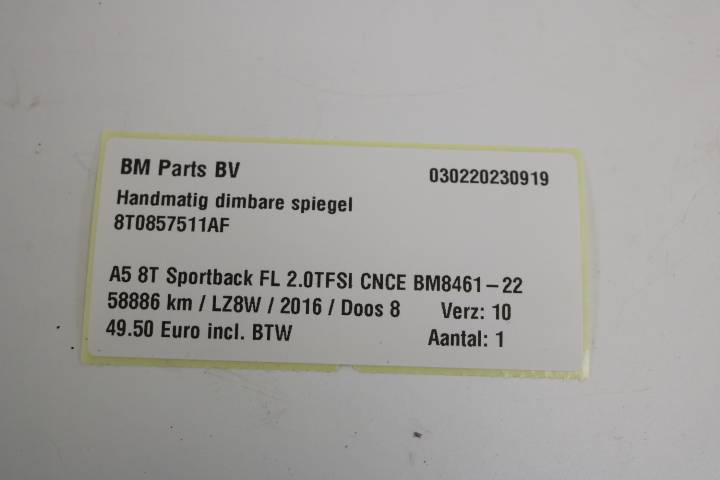 BM Parts BV 030220230919
Handmatig dimbare spiegel
8T0857511AF
A5 8T Sportback FL 2.0TFSI CNCE BM8461-22
58886 km / LZ8W / 2016 / Doos 8 Verz: 10
49.50 Euro incl. BTW Aantal: 1